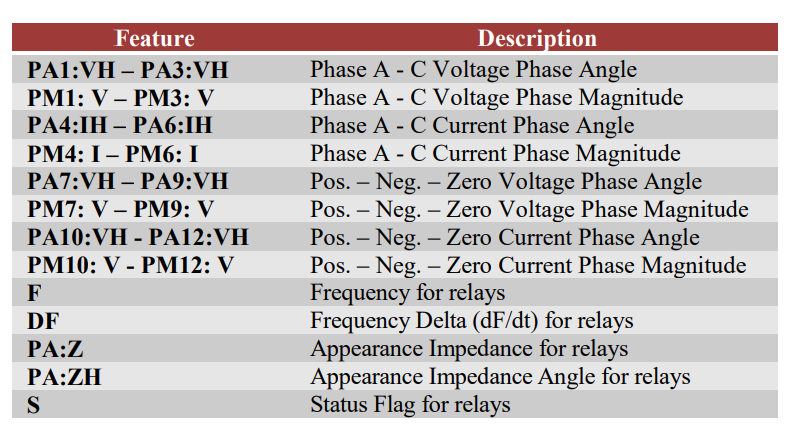 Feature Description
PA1:VH – PA3:VH Phase A - C Voltage Phase Angle
PM1: V – PM3: V Phase A - C Voltage Phase Magnitude
PA4:IH – PA6:IH Phase A - C Current Phase Angle
PM4: I – PM6: I Phase A - C Current Phase Magnitude
PA7:VH – PA9:VH Pos. – Neg. – Zero Voltage Phase Angle
PM7: V – PM9: V Pos. – Neg. – Zero Voltage Phase Magnitude
PA10:VH - PA12:VH Pos. – Neg. – Zero Current Phase Angle
PM10: V - PM12: V Pos. – Neg. – Zero Current Phase Magnitude
F Frequency for relays
DF Frequency Delta (dF/dt) for relays
PA:Z Appearance Impedance for relays
PA:ZH Appearance Impedance Angle for relays
S Status Flag for relays